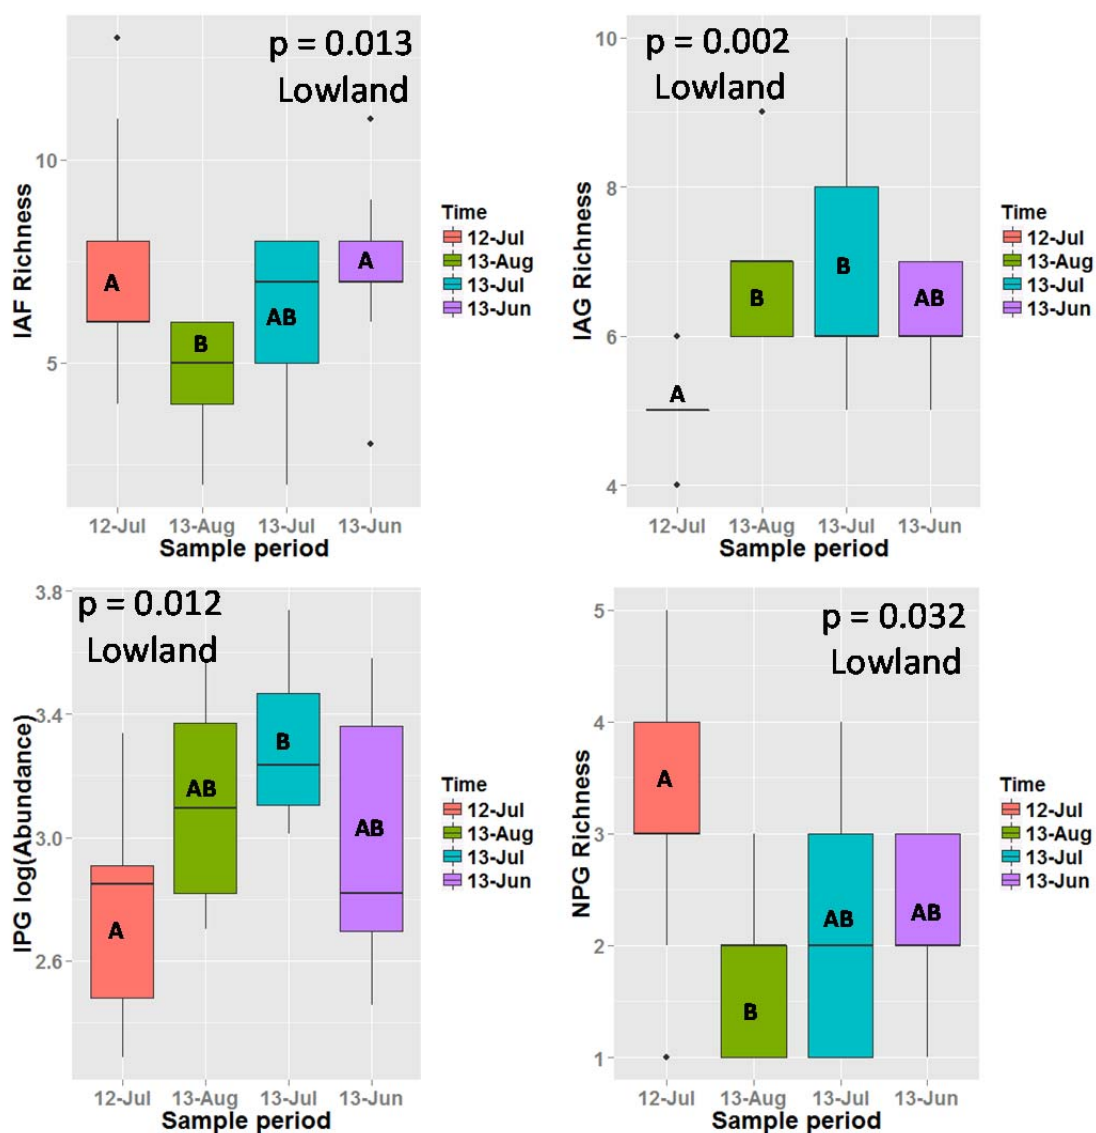 p = 0.013
Lowland
IAF Richness
10
5
A
B
AB
A
12-Jul
13-Aug
13-Jul
13-Jun
Sample period
Time
12-Jul
13-Aug
13-Jul
13-Jun
p = 0.002
Lowland
IAG Richness
10
8
6
4
A
B
B
AB
12-Jul
13-Aug
13-Jul
13-Jun
Sample period
Time
12-Jul
13-Aug
13-Jul
13-Jun
p = 0.012
Lowland
IPG log(Abundance)
3.8
3.4
3.0
2.6
A
AB
B
AB
12-Jul
13-Aug
13-Jul
13-Jun
Sample period
Time
12-Jul
13-Aug
13-Jul
13-Jun
p = 0.032
Lowland
NPG Richness
5
4
3
2
1
A
B
AB
AB
12-Jul
13-Aug
13-Jul
13-Jun
Sample period
Time
12-Jul
13-Aug
13-Jul
13-Jun